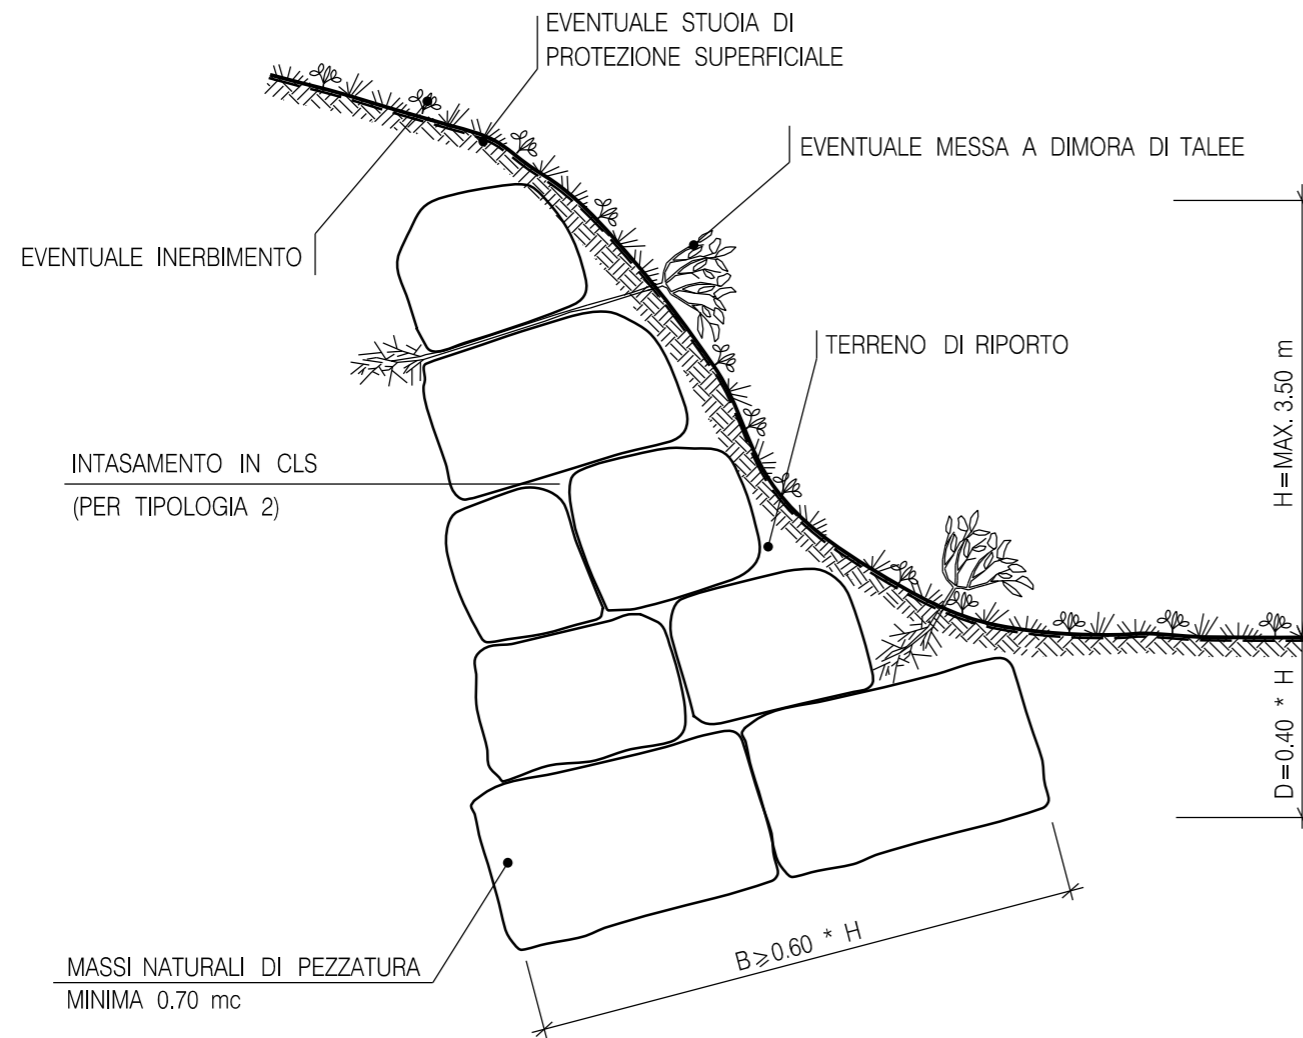 EVENTUALE STUOIA DI
PROTEZIONE SUPERFICIALE
EVENTUALE MESSA A DIMORA DI TALEE
EVENTUALE INERBIMENTO
TERRENO DI RIPORTO
H=MAX. 3.50 m
INTASAMENTO IN CLS
(PER TIPOLOGIA 2)
D=0.40 * H
B≥0.60 * H
MASSI NATURALI DI PEZZATURA
MINIMA 0.70 mc